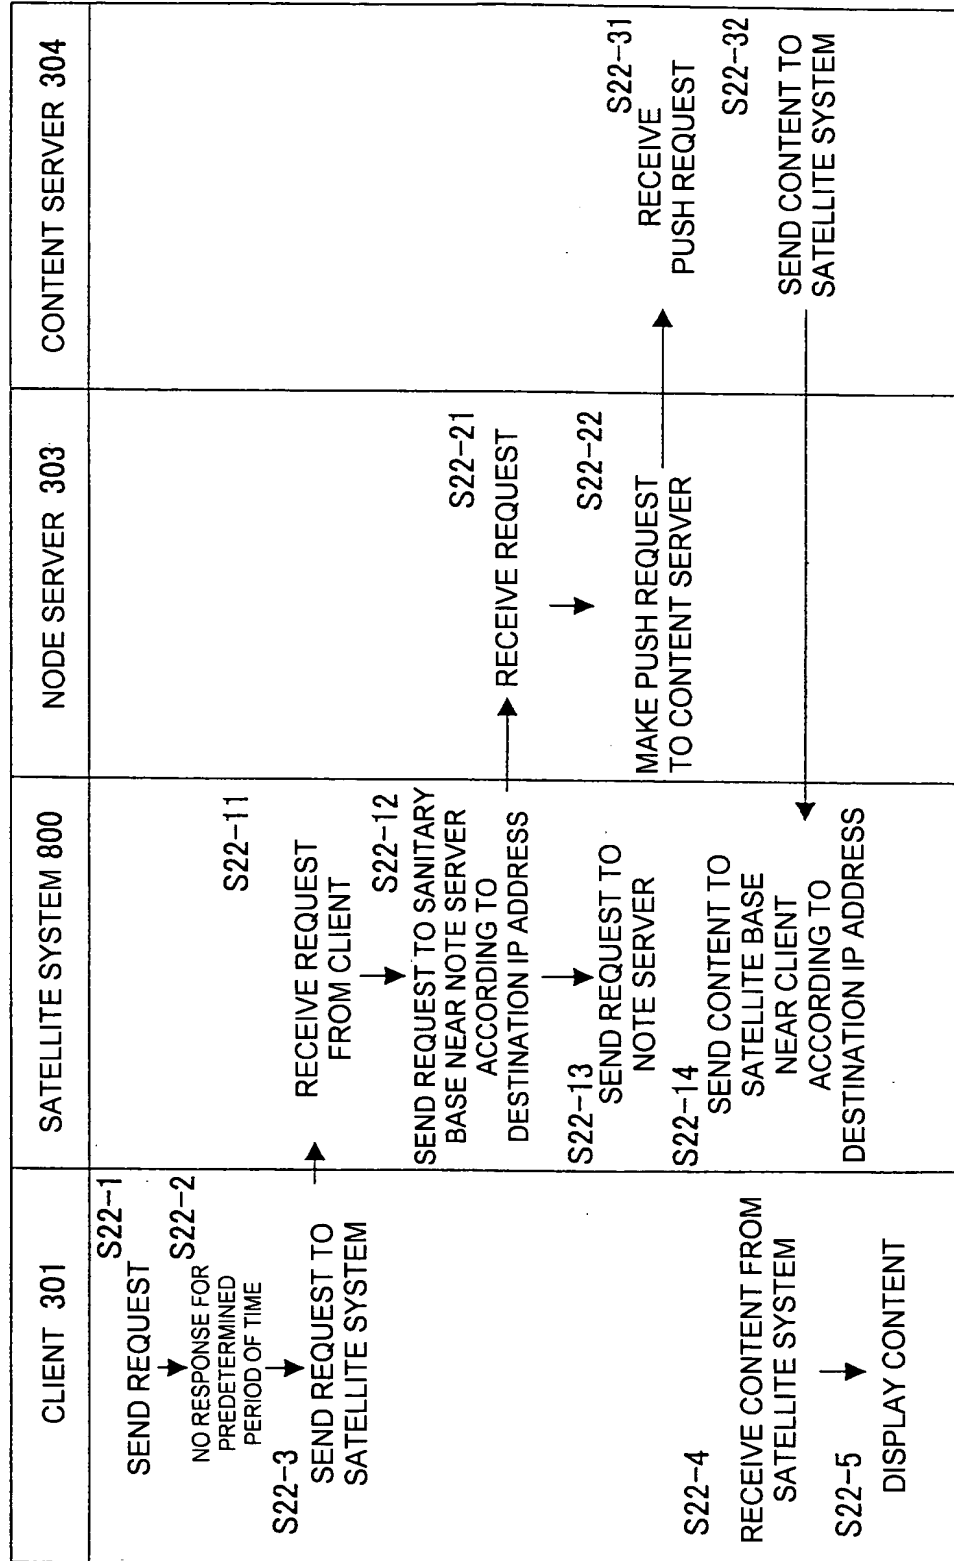 CLIENT 301
SATELLITE SYSTEM 800
NODE SERVER 303
CONTENT SERVER 304
S22-1
SEND REQUEST
S22-2
NO RESPONSE FOR
PREDETERMINED
PERIOD OF TIME
S22-3
SEND REQUEST TO
SATELLITE SYSTEM
S22-11
RECEIVE REQUEST
FROM CLIENT
S22-12
SEND REQUEST TO SANITARY
BASE NEAR NOTE SERVER
ACCORDING TO
DESTINATION IP ADDRESS
S22-13
SEND REQUEST TO
NOTE SERVER
S22-21
RECEIVE REQUEST
S22-22
MAKE PUSH REQUEST
TO CONTENT SERVER
S22-31
RECEIVE
PUSH REQUEST
S22-32
SEND CONTENT TO
SATELLITE SYSTEM
S22-14
SEND CONTENT TO
SATELLITE BASE
NEAR CLIENT
ACCORDING TO
DESTINATION IP ADDRESS
S22-4
RECEIVE CONTENT FROM
SATELLITE SYSTEM
S22-5
DISPLAY CONTENT